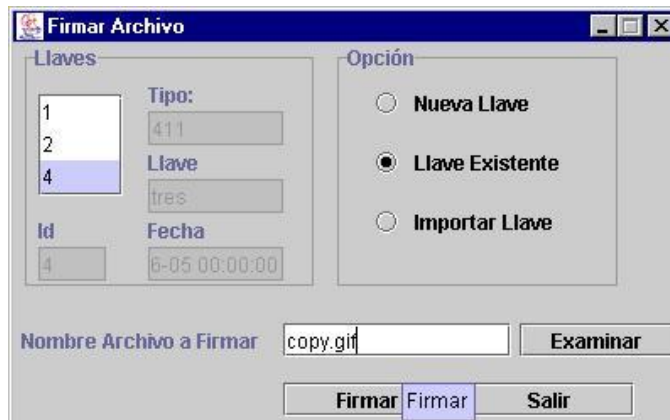 Firmar Archivo
Llaves
Opción
1
2
4
Tipo:
411
Llave
tres
Id
4
Fecha
6-05 00:00:00
Nueva Llave
Llave Existente
Importar Llave
Nombre Archivo a Firmar copy.gif Examinar
Firmar Firmar Salir